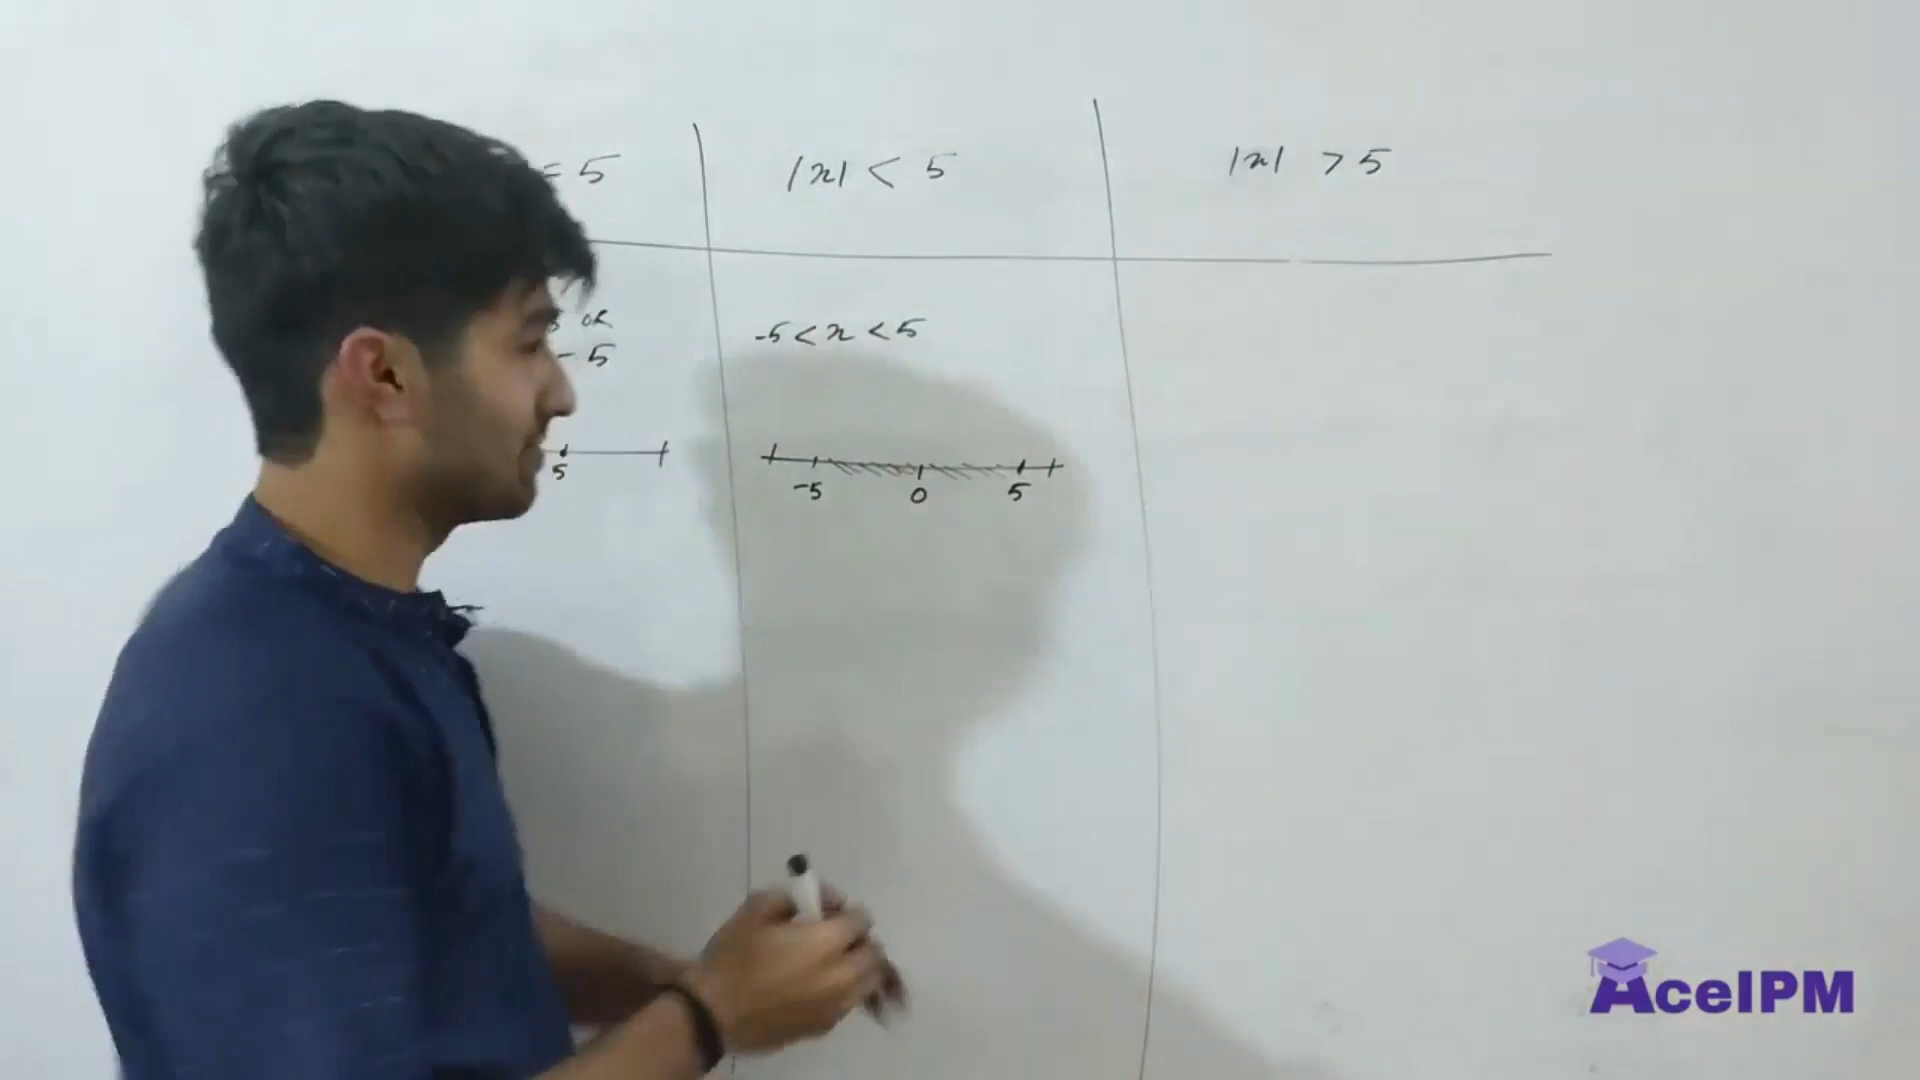 = 5
|x| < 5
|x| > 5
or
- 5
-5 < x < 5
5
-5 0 5
AceIPM